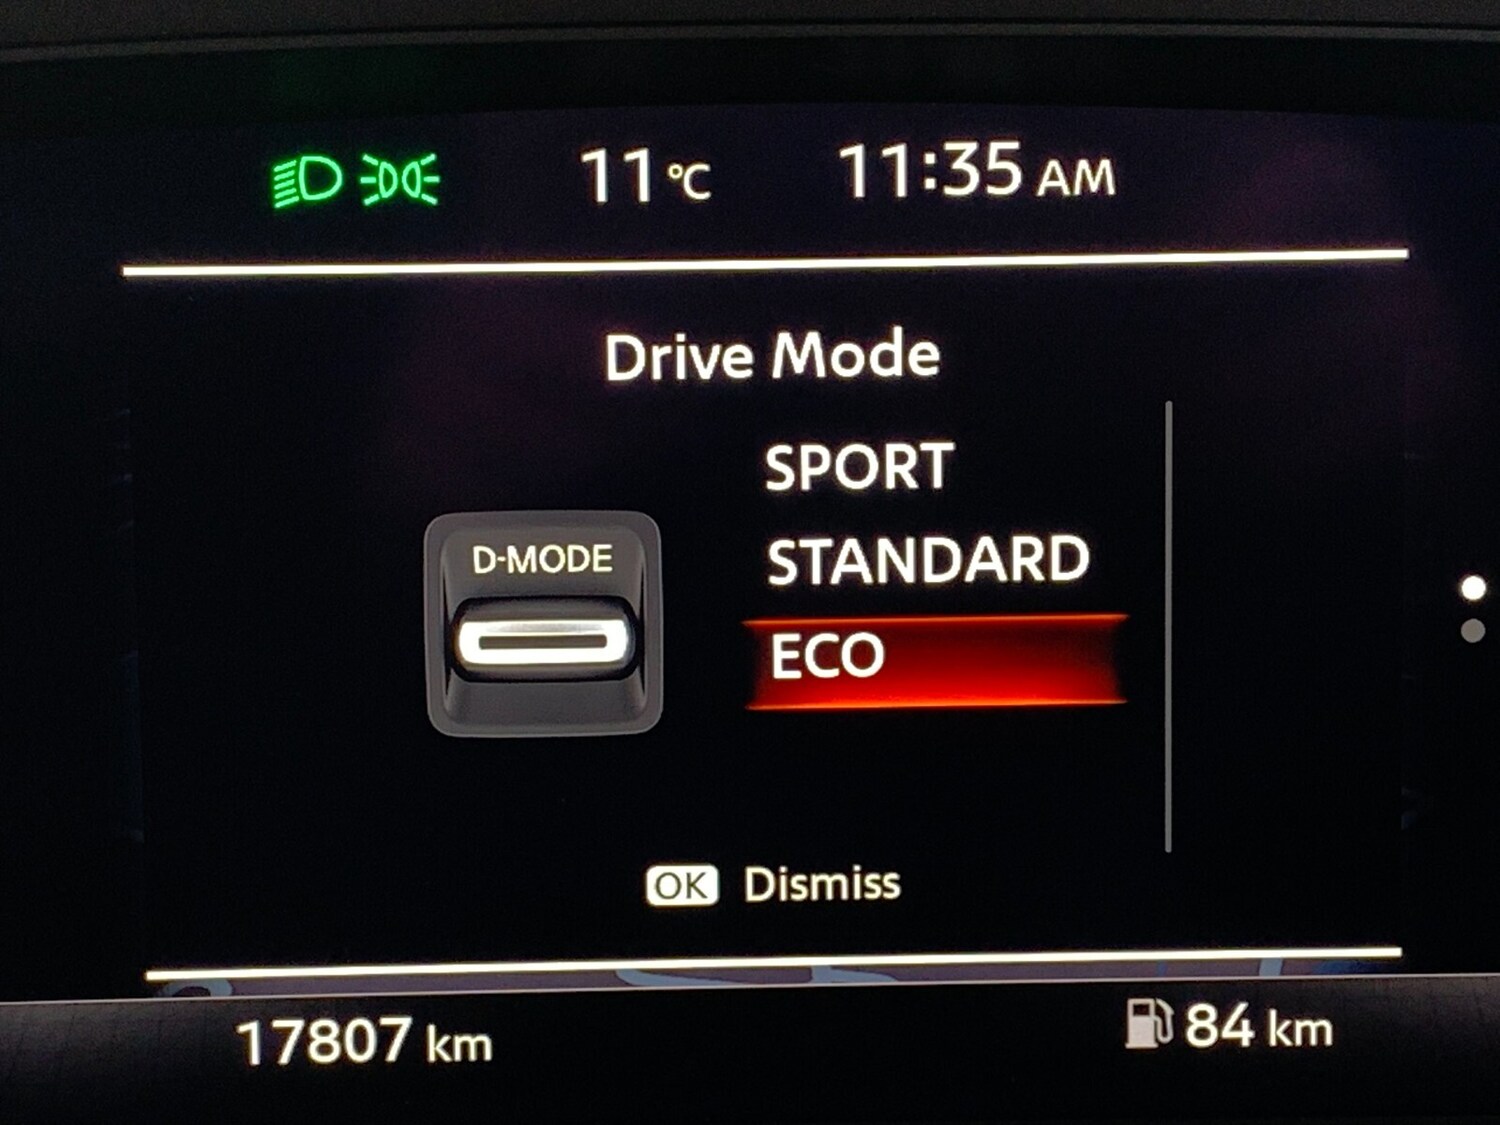 11 °C 11:35 AM
Drive Mode
SPORT
D-MODE
STANDARD
ECO
OK Dismiss
17807 km 84 km